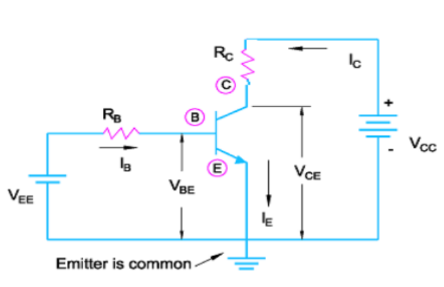 RC
IC
C
+
B
RB
-
VCC
IB
E
VCE
VBE
VEE
IE
Emitter is common